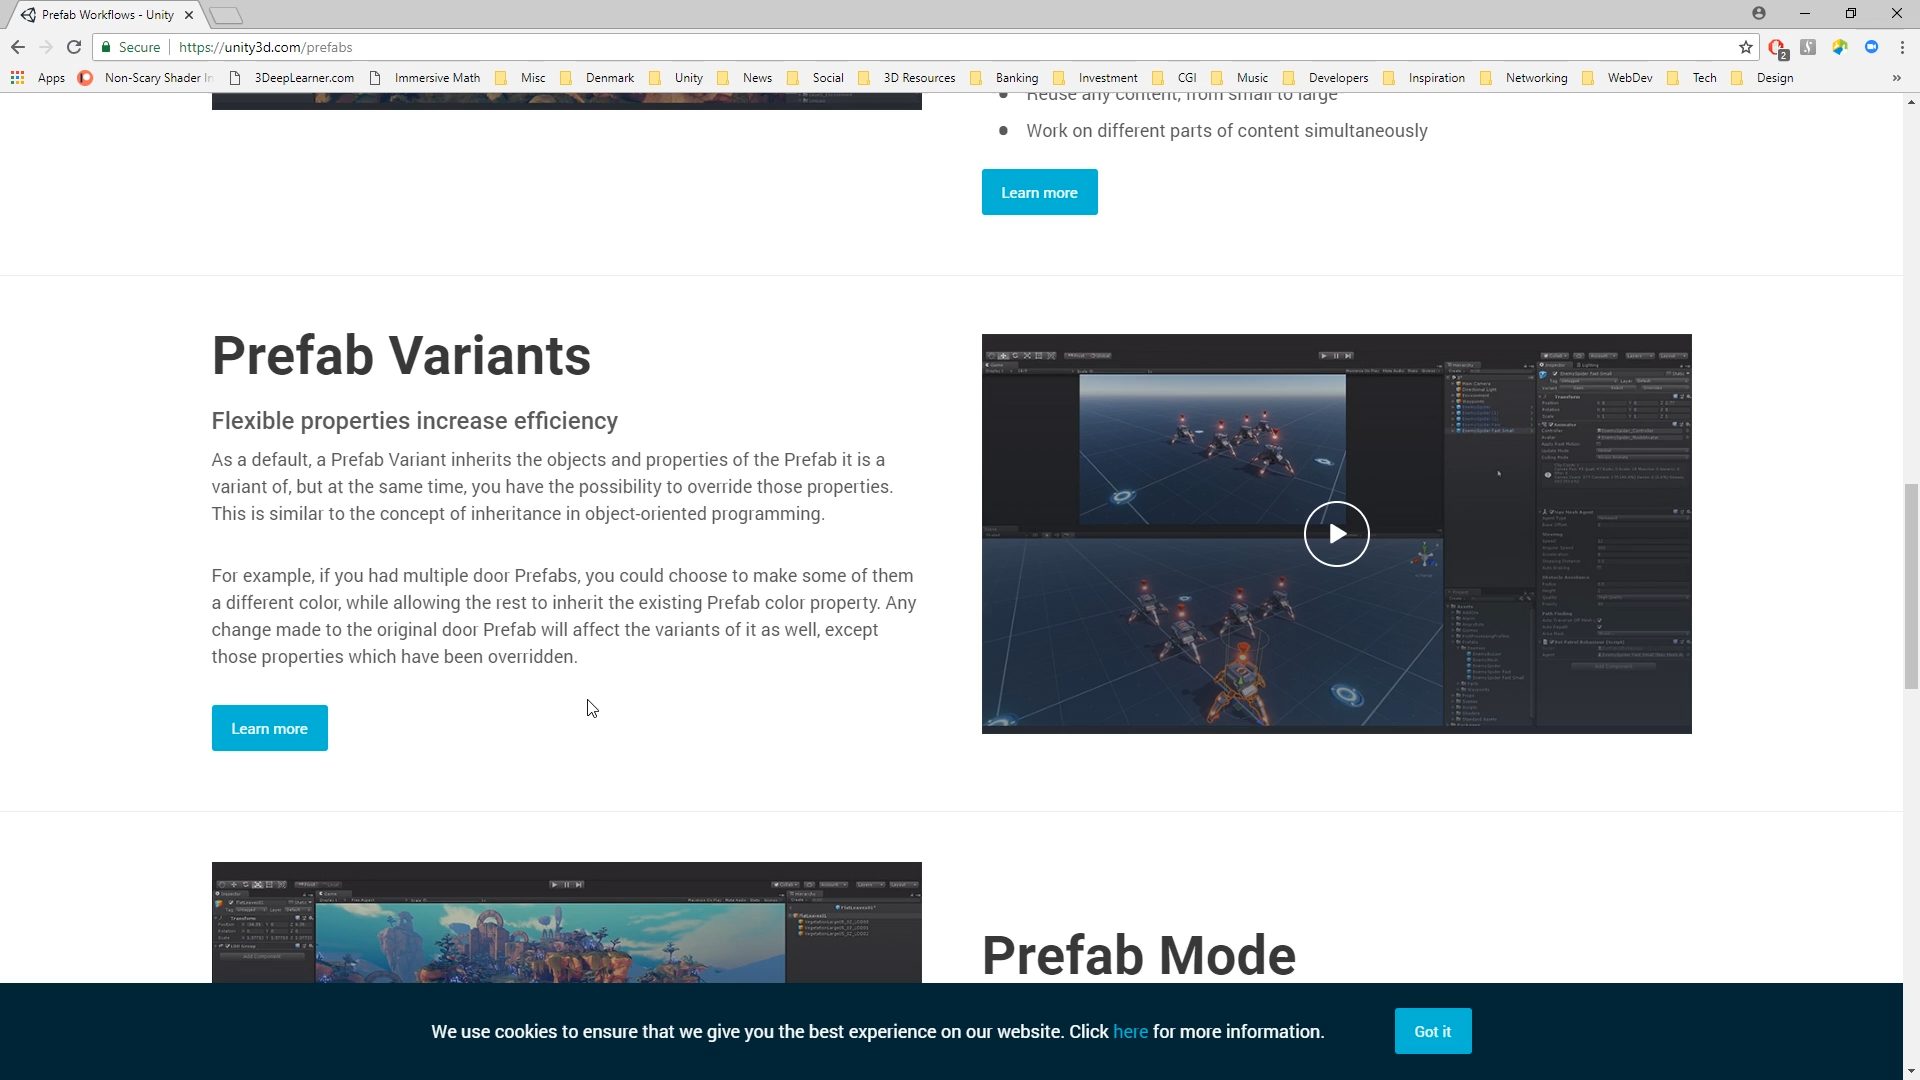 Prefab Workflows - Unity
Secure
https://unity3d.com/prefabs
2
Apps
Non-Scary Shader In
3DeepLearner.com
Immersive Math
Misc
Denmark
Unity
News
Social
3D Resources
Banking
Investment
CGI
Music
Developers
Inspiration
Networking
WebDev
Tech
Design
»
Reuse any content, from small to large
Work on different parts of content simultaneously
Learn more
Prefab Variants
Flexible properties increase efficiency
As a default, a Prefab Variant inherits the objects and properties of the Prefab it is a
variant of, but at the same time, you have the possibility to override those properties.
This is similar to the concept of inheritance in object-oriented programming.
For example, if you had multiple door Prefabs, you could choose to make some of them
a different color, while allowing the rest to inherit the existing Prefab color property. Any
change made to the original door Prefab will affect the variants of it as well, except
those properties which have been overridden.
Learn more
Prefab Mode
We use cookies to ensure that we give you the best experience on our website. Click here for more information.
Got it